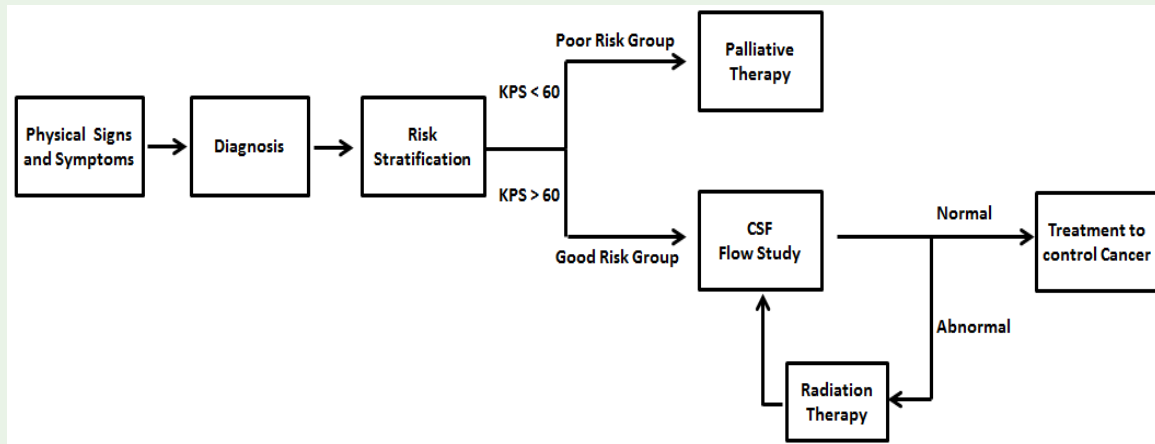 Physical Signs
and Symptoms
Diagnosis
Risk
Stratification
KPS < 60
Poor Risk Group
Palliative
Therapy
KPS > 60
Good Risk Group
CSF
Flow Study
Normal
Treatment to
control Cancer
Abnormal
Radiation
Therapy